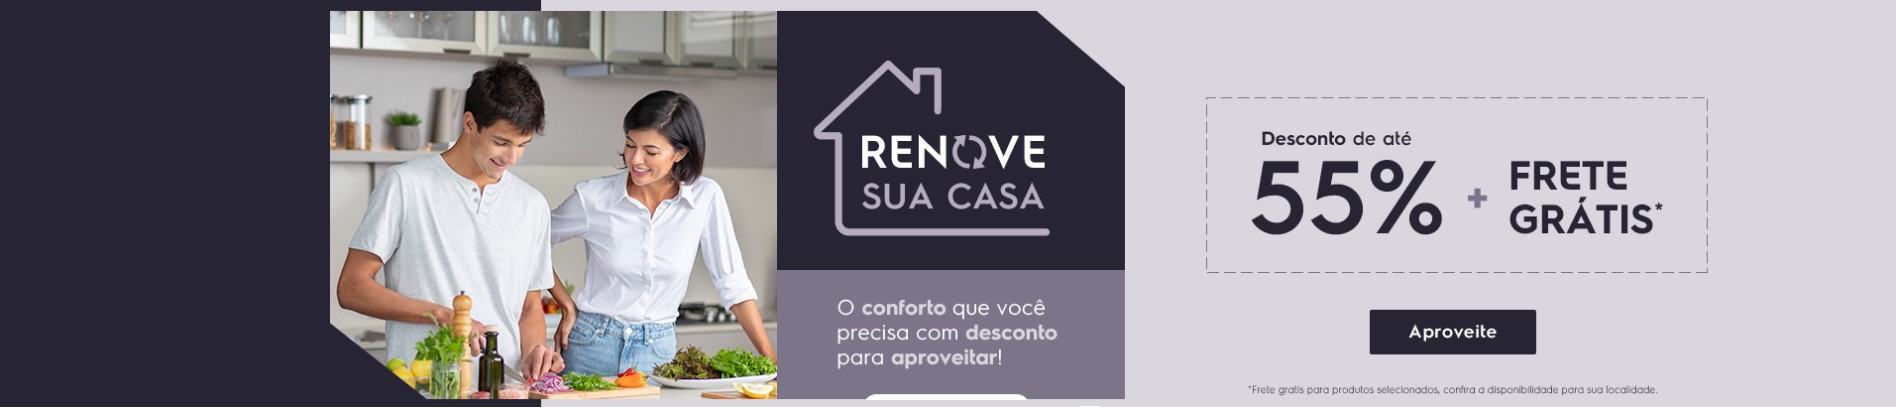 RENOVE
SUA CASA
O conforto que você
precisa com desconto
para aproveitar!
Desconto de até
55% + FRETE
GRÁTIS*
Aproveite
*Frete gratis para produtos selecionados, confira a disponibilidade para sua localidade.